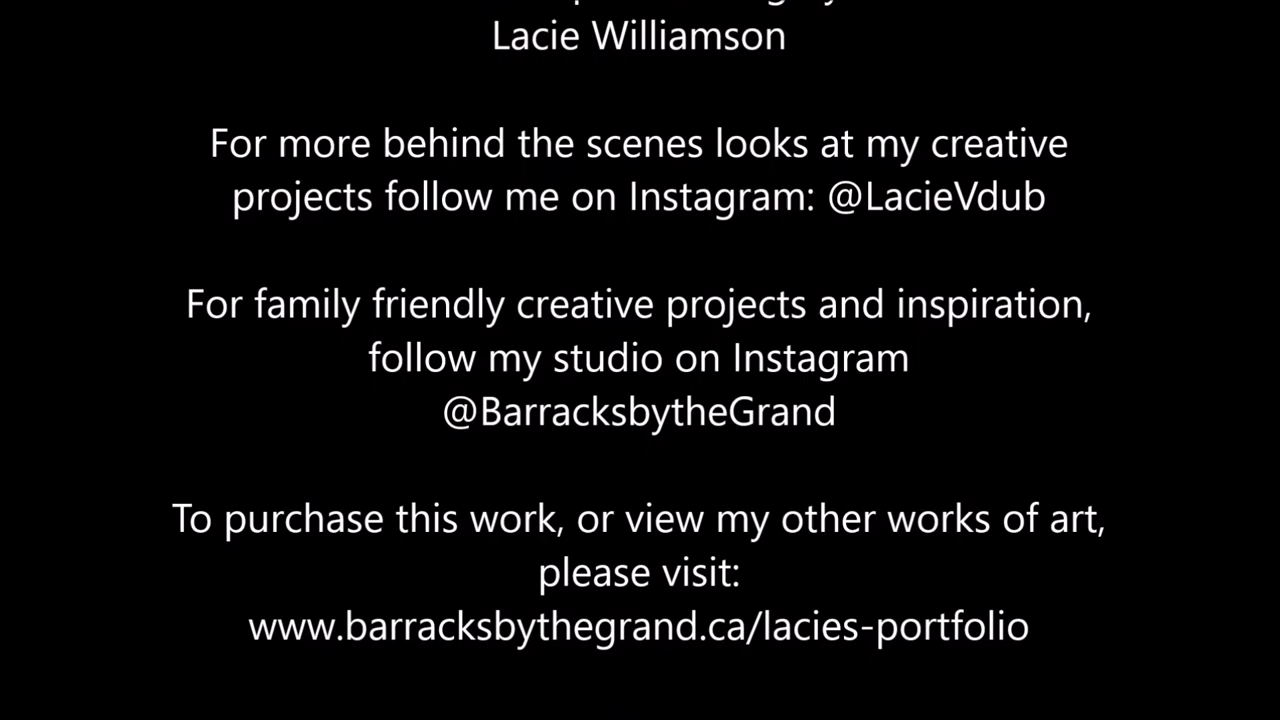 Lacie Williamson
For more behind the scenes looks at my creative
projects follow me on Instagram: @LacieVdub
For family friendly creative projects and inspiration,
follow my studio on Instagram
@BarracksbytheGrand
To purchase this work, or view my other works of art,
please visit:
www.barracksbythegrand.ca/lacies-portfolio